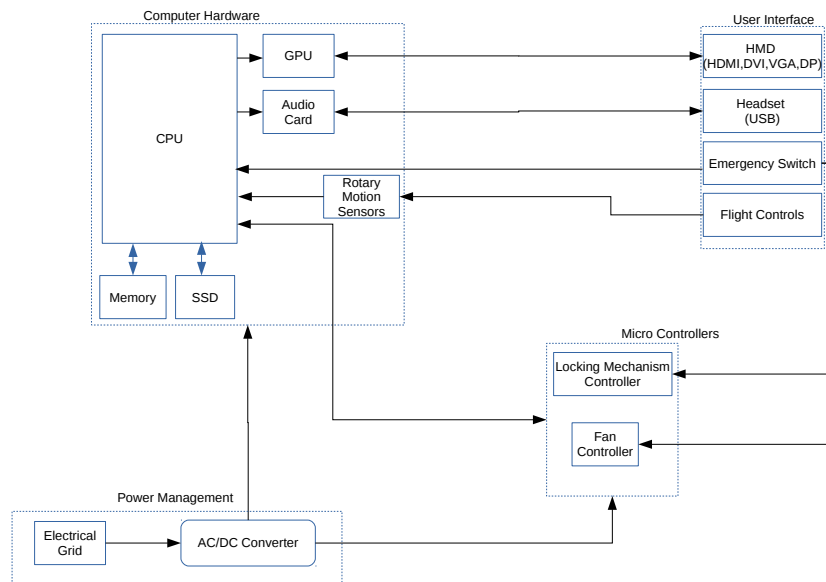 Computer Hardware
User Interface
CPU
GPU
HMD
(HDMI,DVI,VGA,DP)
Audio
Card
Headset
(USB)
Emergency Switch
Rotary
Motion
Sensors
Flight Controls
Memory
SSD
Micro Controllers
Locking Mechanism
Controller
Fan
Controller
Power Management
Electrical
Grid
AC/DC Converter